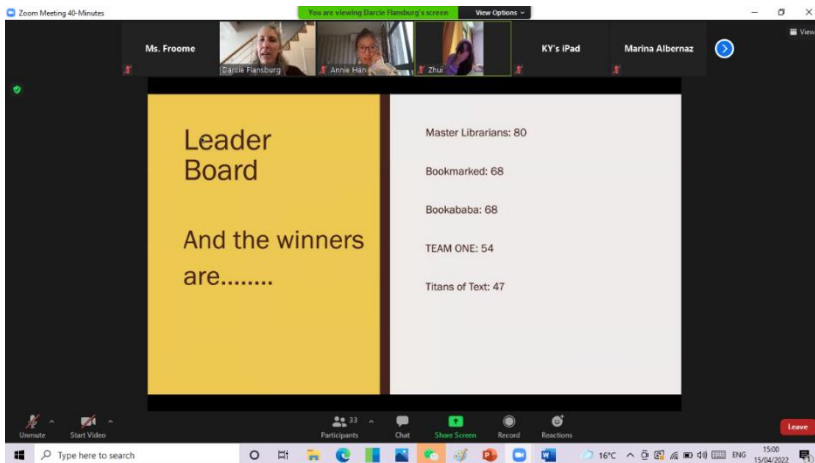 Zoom Meeting 40-Minutes
You are viewing Darcie Flansburg's screen
View Options
View
Ms. Froome
Darcie Flansburg
Annie Han
Zhui
KY's iPad
Marina Albernaz
Leader
Board
And the winners
are........
Master Librarians: 80
Bookmarked: 68
Bookababa: 68
TEAM ONE: 54
Titans of Text: 47
Unmute
Start Video
33
Participants
Chat
Share Screen
Record
Reactions
Leave
Type here to search
16°C
ENG
15:00
15/04/2022